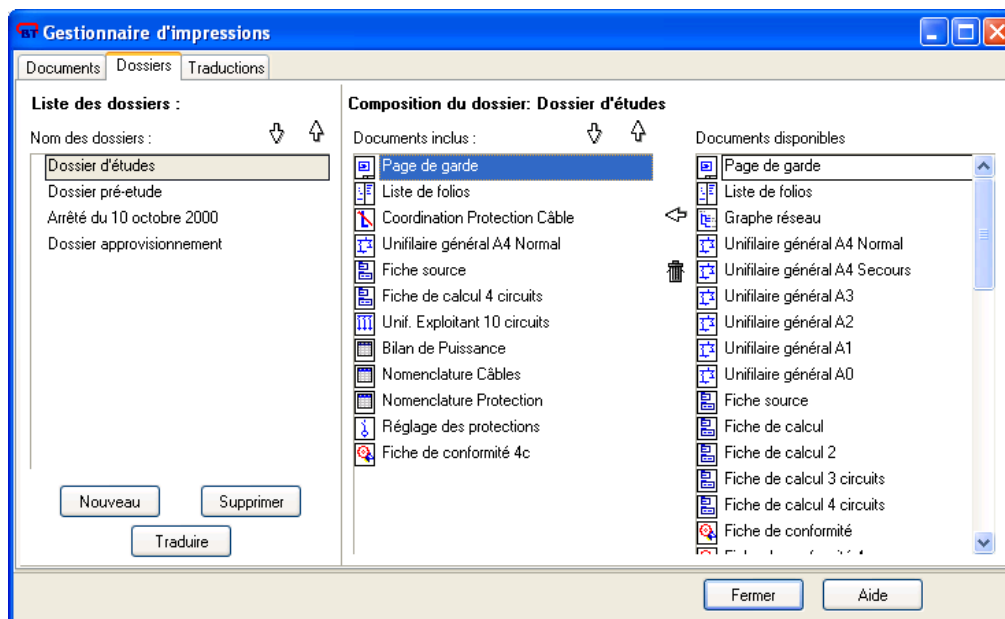 BT Gestionnaire d'impressions
Documents Dossiers Traductions
Liste des dossiers :
Nom des dossiers :
Dossier d'études
Dossier pré-etude
Arrêté du 10 octobre 2000
Dossier approvisionnement
Nouveau
Supprimer
Traduire
Composition du dossier: Dossier d'études
Documents inclus :
Page de garde
Liste de folios
Coordination Protection Câble
Unifilaire général A4 Normal
Fiche source
Fiche de calcul 4 circuits
Unif. Exploitant 10 circuits
Bilan de Puissance
Nomenclature Câbles
Nomenclature Protection
Réglage des protections
Fiche de conformité 4c
Documents disponibles
Page de garde
Liste de folios
Graphe réseau
Unifilaire général A4 Normal
Unifilaire général A4 Secours
Unifilaire général A3
Unifilaire général A2
Unifilaire général A1
Unifilaire général A0
Fiche source
Fiche de calcul
Fiche de calcul 2
Fiche de calcul 3 circuits
Fiche de calcul 4 circuits
Fiche de conformité
Fermer
Aide